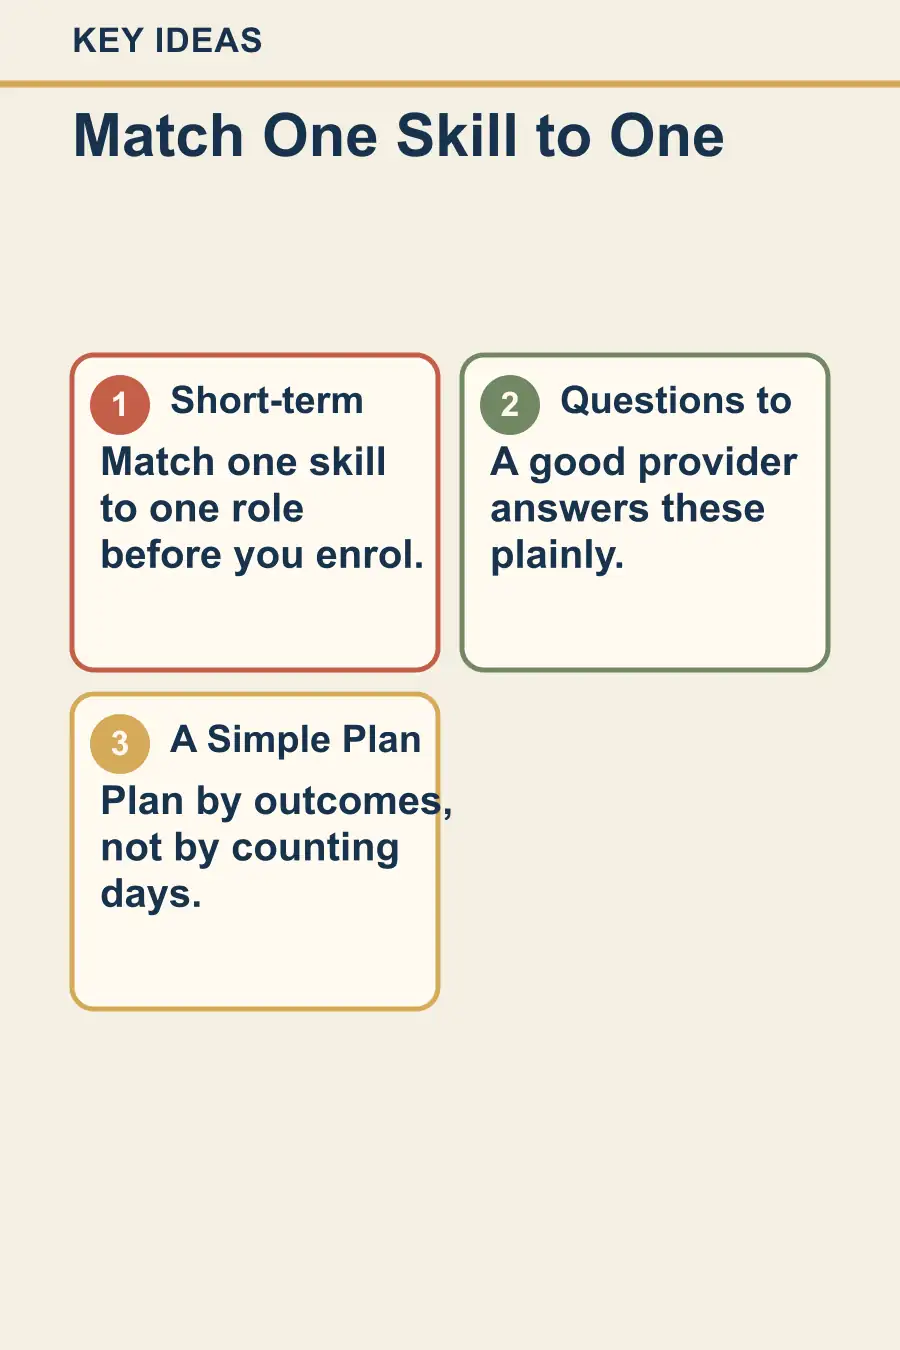 KEY IDEAS
Match One Skill to One
1
Short-term
Match one skill
to one role
before you enrol.
2
Questions to
A good provider
answers these
plainly.
3
A Simple Plan
Plan by outcomes,
not by counting
days.